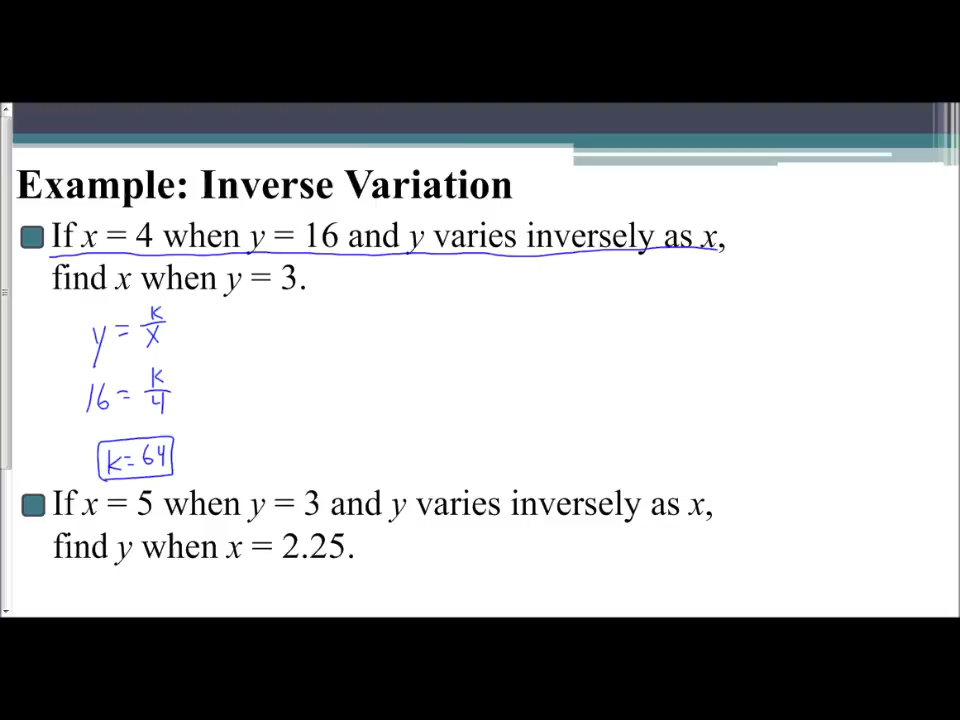 Example: Inverse Variation
If x = 4 when y = 16 and y varies inversely as x,
find x when y = 3.
y = K/X
16 = K/4
K = 64
If x = 5 when y = 3 and y varies inversely as x,
find y when x = 2.25.